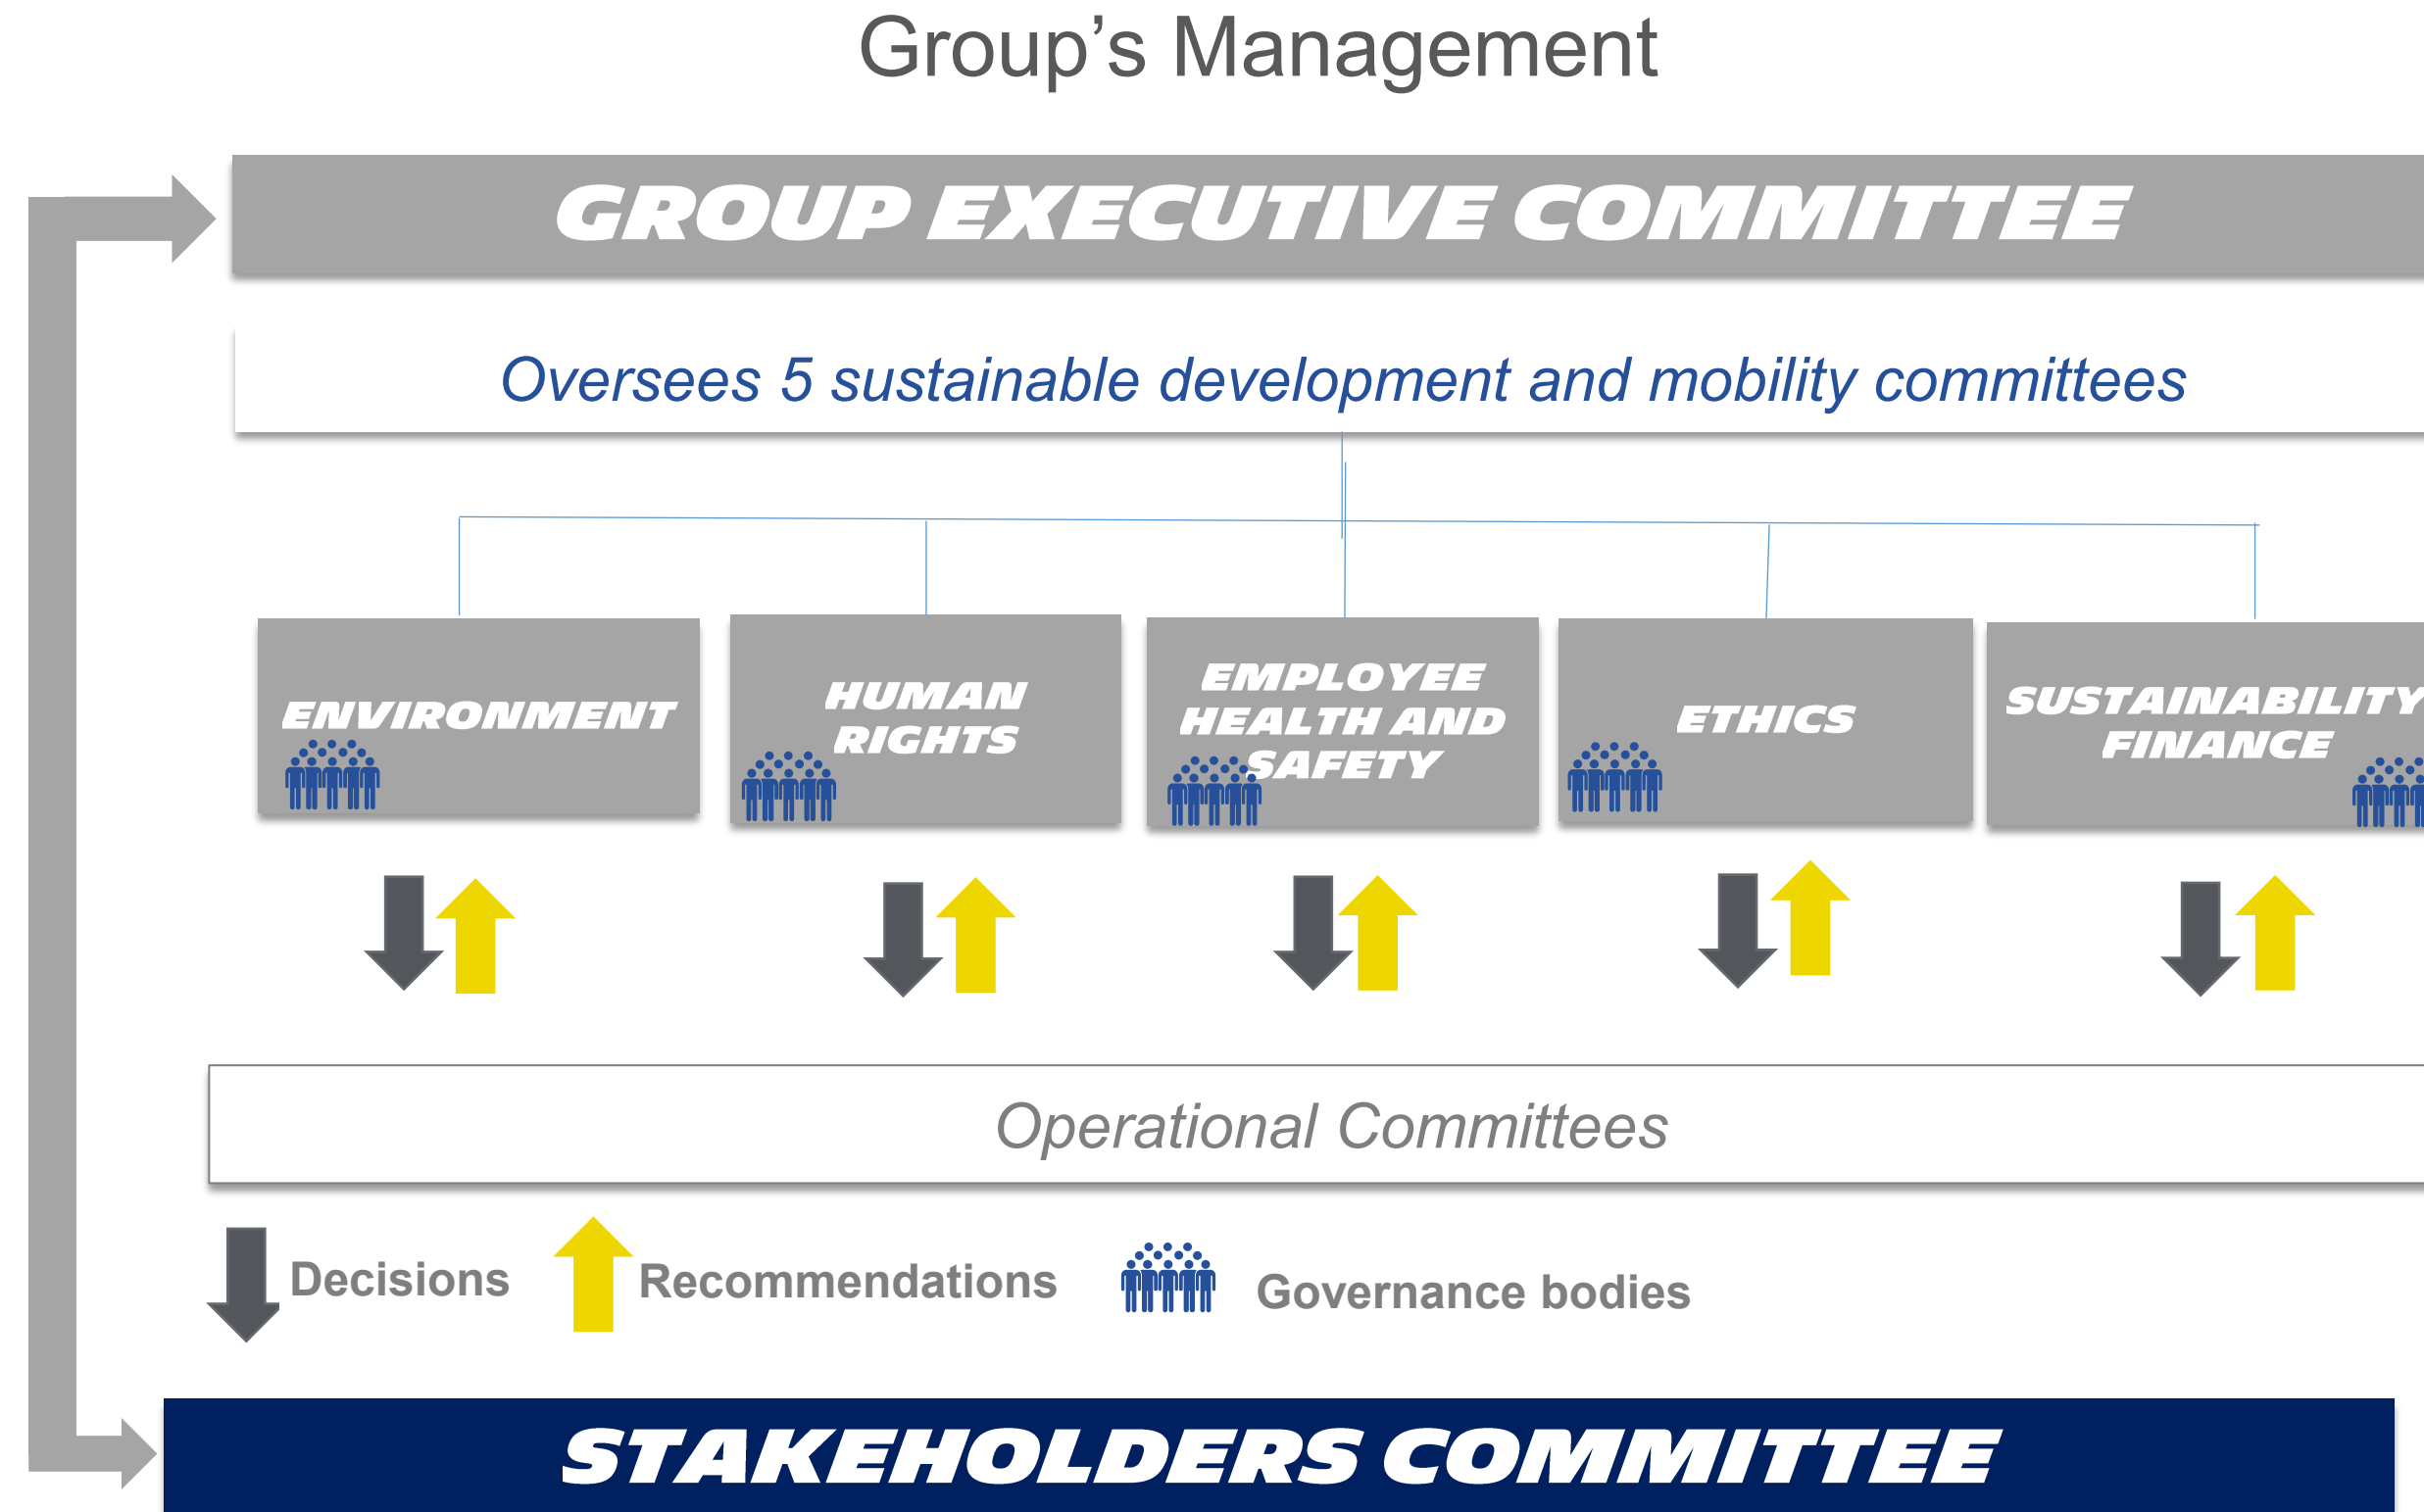 Group’s Management
GROUP EXECUTIVE COMMITTEE
Oversees 5 sustainable development and mobility committees
ENVIRONMENT
HUMAN
RIGHTS
EMPLOYEE
HEALTH AND
SAFETY
ETHICS
SUSTAINABILITY
FINANCE
Operational Committees
Decisions
Recommendations
Governance bodies
STAKEHOLDERS COMMITTEE